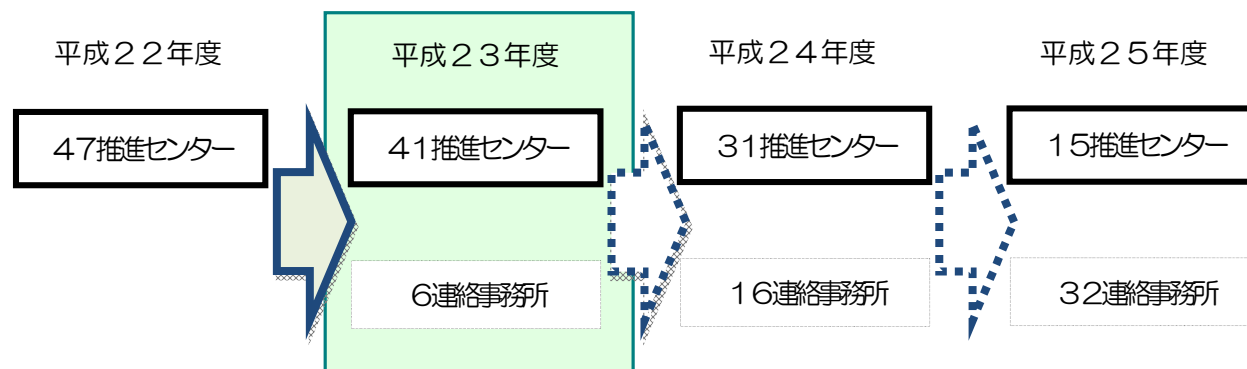 平成２２年度
平成２３年度
平成２４年度
平成２５年度
４７推進センター
４１推進センター
３１推進センター
１５推進センター
６連絡事務所
１６連絡事務所
３２連絡事務所